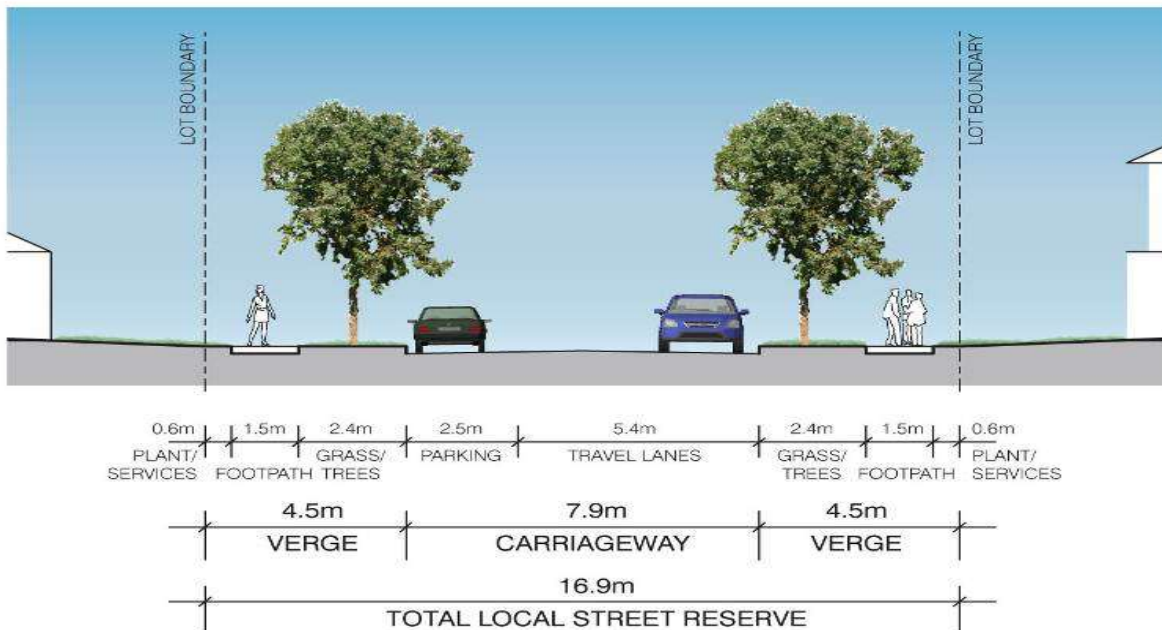 LOT BOUNDARY
LOT BOUNDARY
0.6m 1.5m 2.4m 2.5m 5.4m 2.4m 1.5m 0.6m
PLANT/ GRASS/ PARKING TRAVEL LANES GRASS/ PLANT/
SERVICES FOOTPATH TREES TREES FOOTPATH SERVICES
4.5m 7.9m 4.5m
VERGE CARRIAGEWAY VERGE
16.9m
TOTAL LOCAL STREET RESERVE